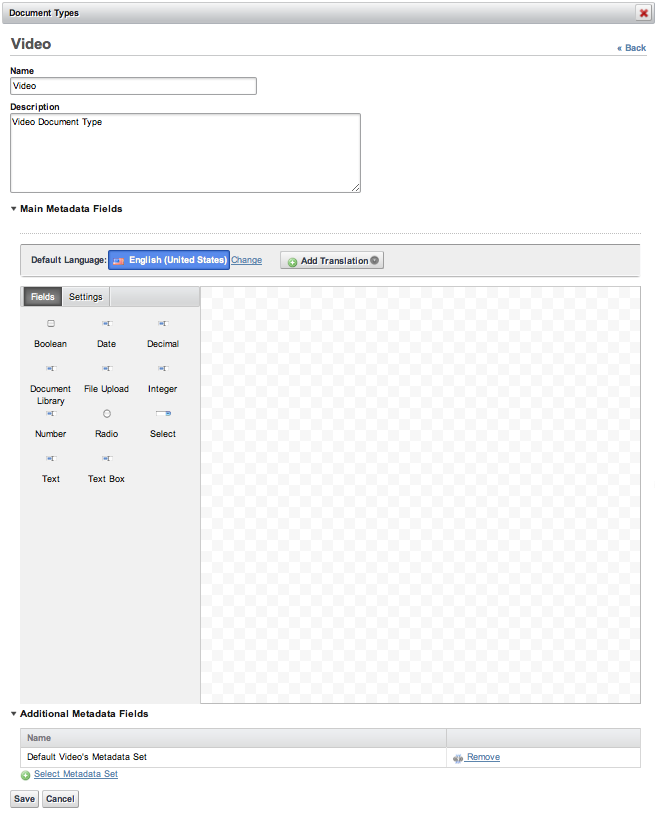 Document Types
Video
« Back
Name
Video
Description
Video Document Type
Main Metadata Fields
Default Language: English (United States) Change Add Translation
Fields Settings
Boolean Date Decimal
Document Library File Upload Integer
Number Radio Select
Text Text Box
Additional Metadata Fields
Name
Default Video's Metadata Set Remove
Select Metadata Set
Save Cancel